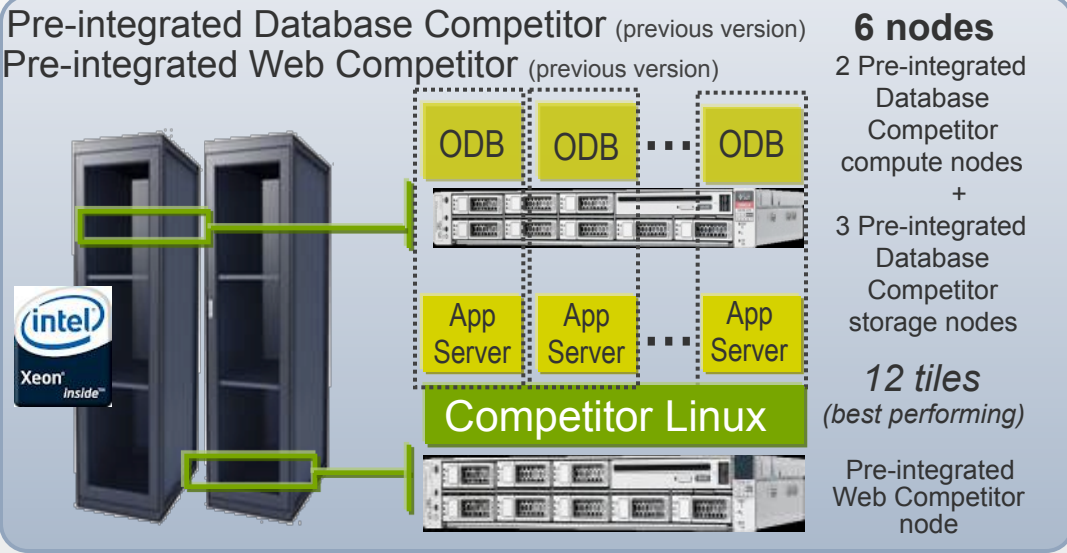 Pre-integrated Database Competitor (previous version)
Pre-integrated Web Competitor (previous version)
6 nodes
2 Pre-integrated
Database
Competitor
compute nodes
+
3 Pre-integrated
Database
Competitor
storage nodes
12 tiles
(best performing)
Pre-integrated
Web Competitor
node
ODB
ODB
...
ODB
App
Server
App
Server
...
App
Server
Competitor Linux
(intel)
Xeon®
inside™